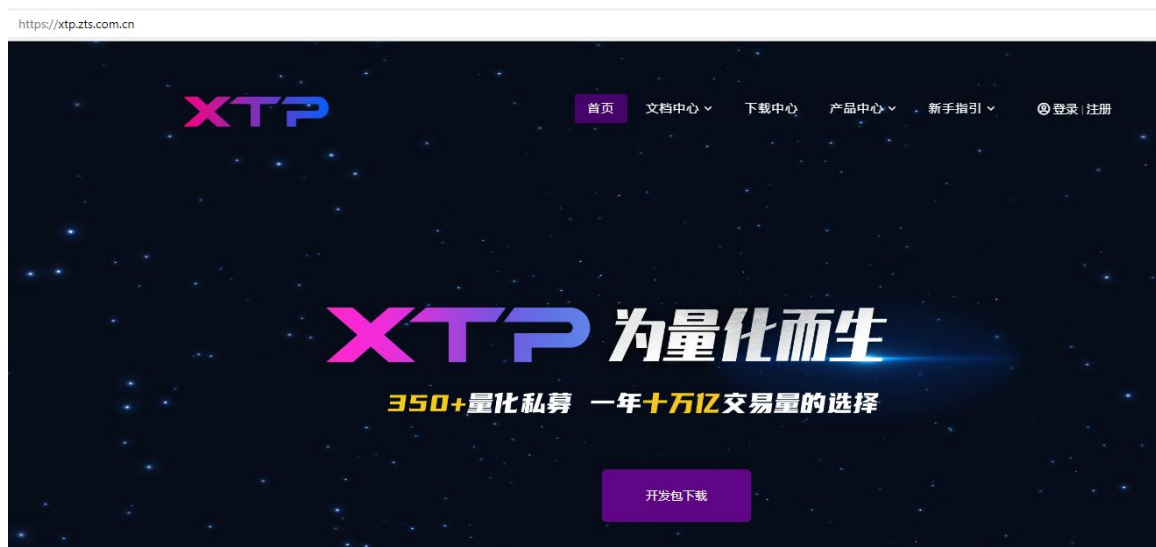 https://xtp.zts.com.cn
XTP 首页 文档中心 下载中心 产品中心 新手指引 登录 | 注册
XTP 为量化而生
350+量化私募 一年十万亿交易量的选择
开发包下载